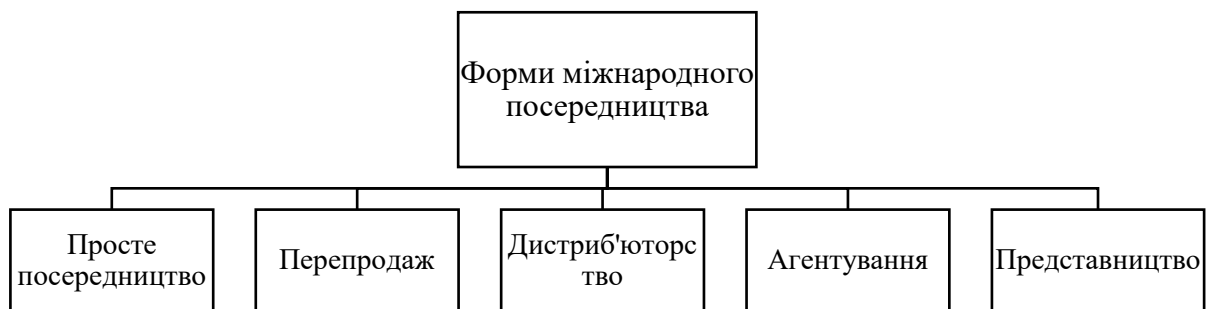 Форми міжнародного
посередництва
Просте
посередництво
Перепродаж
Дистриб'юторс
тво
Агентування
Представництво